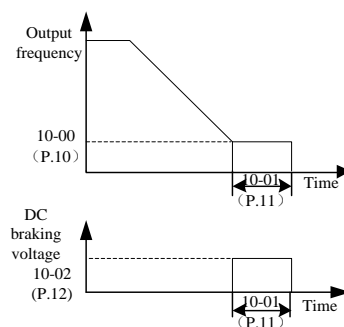 Output
frequency
10-00
（P.10）
10-01
（P.11）
Time
DC
braking
voltage
10-02
(P.12)
10-01
（P.11）
Time